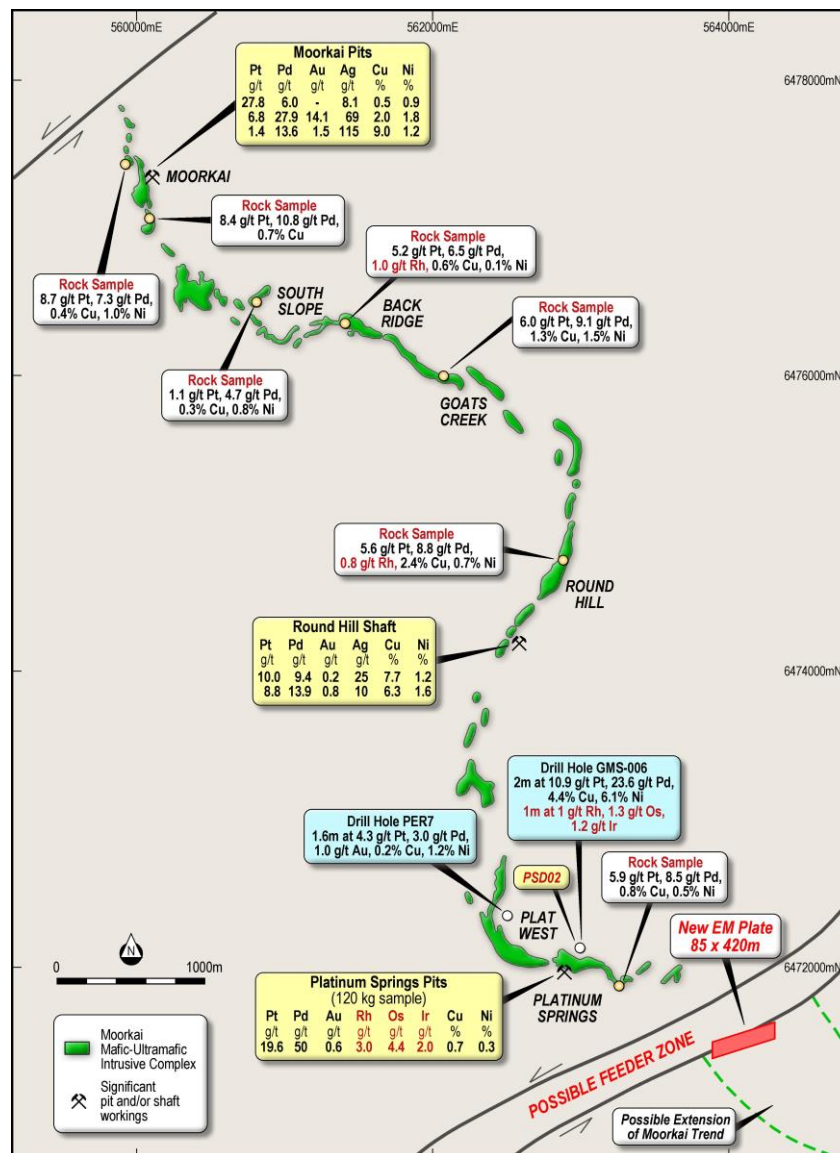 560000mE
562000mE
564000mE
6478000mN
Moorkai Pits
Pt Pd Au Ag Cu Ni
g/t g/t g/t g/t % %
27.8 6.0 - 8.1 0.5 0.9
6.8 27.9 14.1 69 2.0 1.8
1.4 13.6 1.5 115 9.0 1.2
MOORKAI
Rock Sample
8.4 g/t Pt, 10.8 g/t Pd,
0.7% Cu
Rock Sample
8.7 g/t Pt, 7.3 g/t Pd,
0.4% Cu, 1.0% Ni
SOUTH
SLOPE
Rock Sample
5.2 g/t Pt, 6.5 g/t Pd,
1.0 g/t Rh, 0.6% Cu, 0.1% Ni
BACK
RIDGE
Rock Sample
6.0 g/t Pt, 9.1 g/t Pd,
1.3% Cu, 1.5% Ni
6476000mN
Rock Sample
1.1 g/t Pt, 4.7 g/t Pd,
0.3% Cu, 0.8% Ni
GOATS
CREEK
Rock Sample
5.6 g/t Pt, 8.8 g/t Pd,
0.8 g/t Rh, 2.4% Cu, 0.7% Ni
ROUND
HILL
Round Hill Shaft
Pt Pd Au Ag Cu Ni
g/t g/t g/t g/t % %
10.0 9.4 0.2 25 7.7 1.2
8.8 13.9 0.8 10 6.3 1.6
6474000mN
Drill Hole GMS-006
2m at 10.9 g/t Pt, 23.6 g/t Pd,
4.4% Cu, 6.1% Ni
1m at 1 g/t Rh, 1.3 g/t Os,
1.2 g/t Ir
Drill Hole PER7
1.6m at 4.3 g/t Pt, 3.0 g/t Pd,
1.0 g/t Au, 0.2% Cu, 1.2% Ni
PSD02
Rock Sample
5.9 g/t Pt, 8.5 g/t Pd,
0.8% Cu, 0.5% Ni
PLAT
WEST
New EM Plate
85 x 420m
6472000mN
N
0 1000m
Platinum Springs Pits
(120 kg sample)
Pt Pd Au Rh Os Ir Cu Ni
g/t g/t g/t g/t g/t g/t % %
19.6 50 0.6 3.0 4.4 2.0 0.7 0.3
PLATINUM
SPRINGS
POSSIBLE FEEDER ZONE
Moorkai
Mafic-Ultramafic
Intrusive Complex
Significant
pit and/or shaft
workings
Possible Extension
of Moorkai Trend